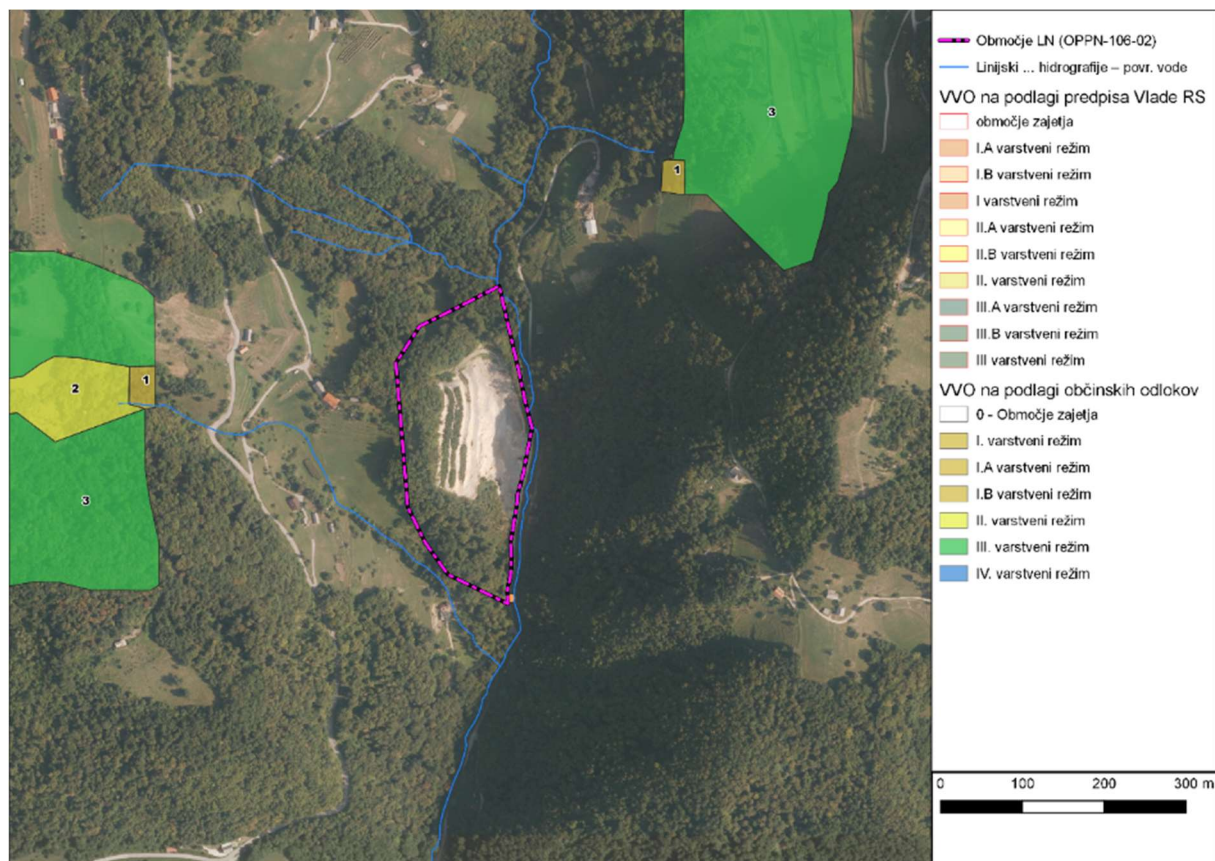 3
1
2
1
3
Območje LN (OPPN-106-02)
Linijski ... hidrografije – povr. vode
VVO na podlagi predpisa Vlade RS
območje zajetja
I.A varstveni režim
I.B varstveni režim
I varstveni režim
II.A varstveni režim
II.B varstveni režim
II. varstveni režim
III.A varstveni režim
III.B varstveni režim
III varstveni režim
VVO na podlagi občinskih odlokov
0 - Območje zajetja
I. varstveni režim
I.A varstveni režim
I.B varstveni režim
II. varstveni režim
III. varstveni režim
IV. varstveni režim
0 100 200 300 m